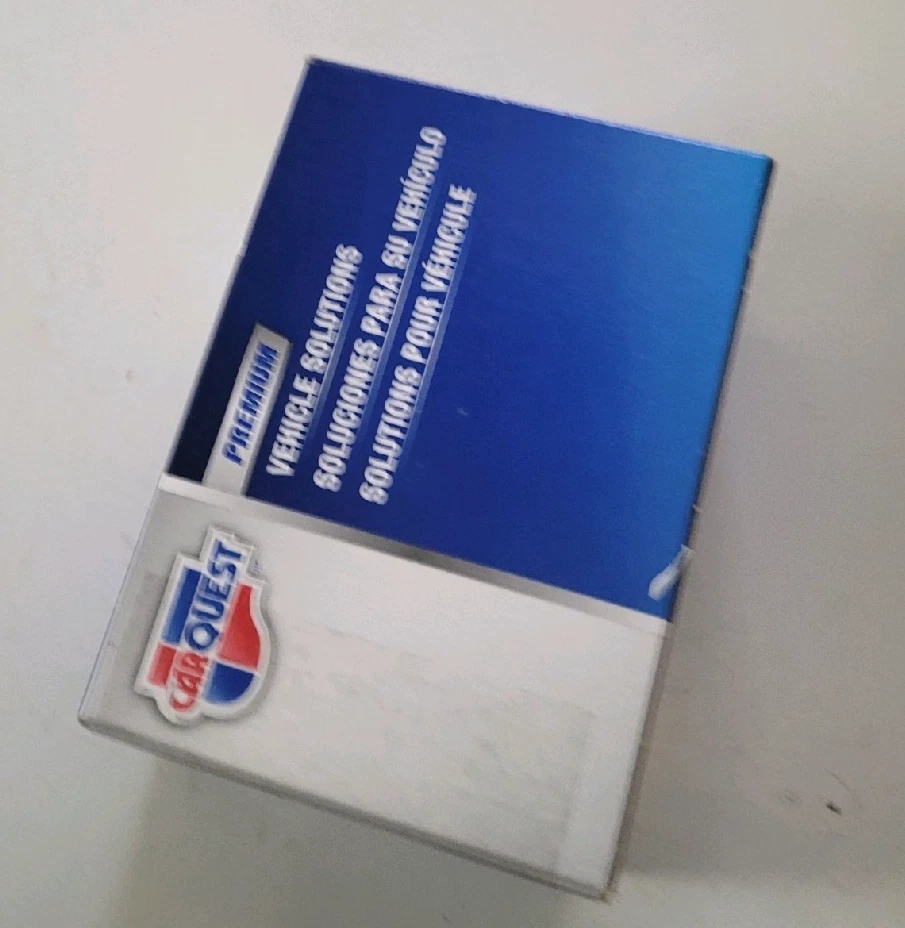 CARQUEST
PREMIUM
VEHICLE SOLUTIONS
SOLUCIONES PARA SU VEHÍCULO
SOLUTIONS POUR VÉHICULE